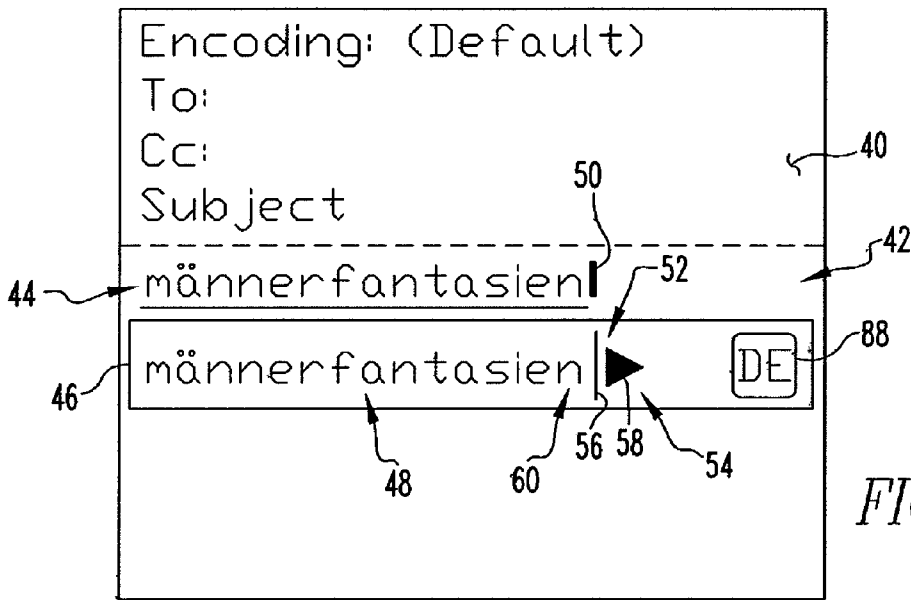 Encoding: (Default)
To:
Cc:
Subject
40
50
42
44
männerfantasien
52
88
46
männerfantasien
DE
48
60
56
58
54
FIG